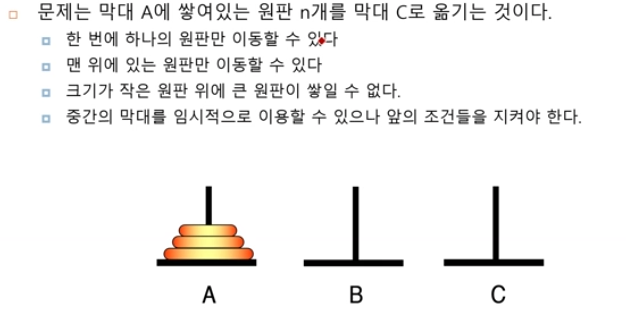 문제는 막대 A에 쌓여있는 원판 n개를 막대 C로 옮기는 것이다.
한 번에 하나의 원판만 이동할 수 있다
맨 위에 있는 원판만 이동할 수 있다
크기가 작은 원판 위에 큰 원판이 쌓일 수 없다.
중간의 막대를 임시적으로 이용할 수 있으나 앞의 조건들을 지켜야 한다.
A B C